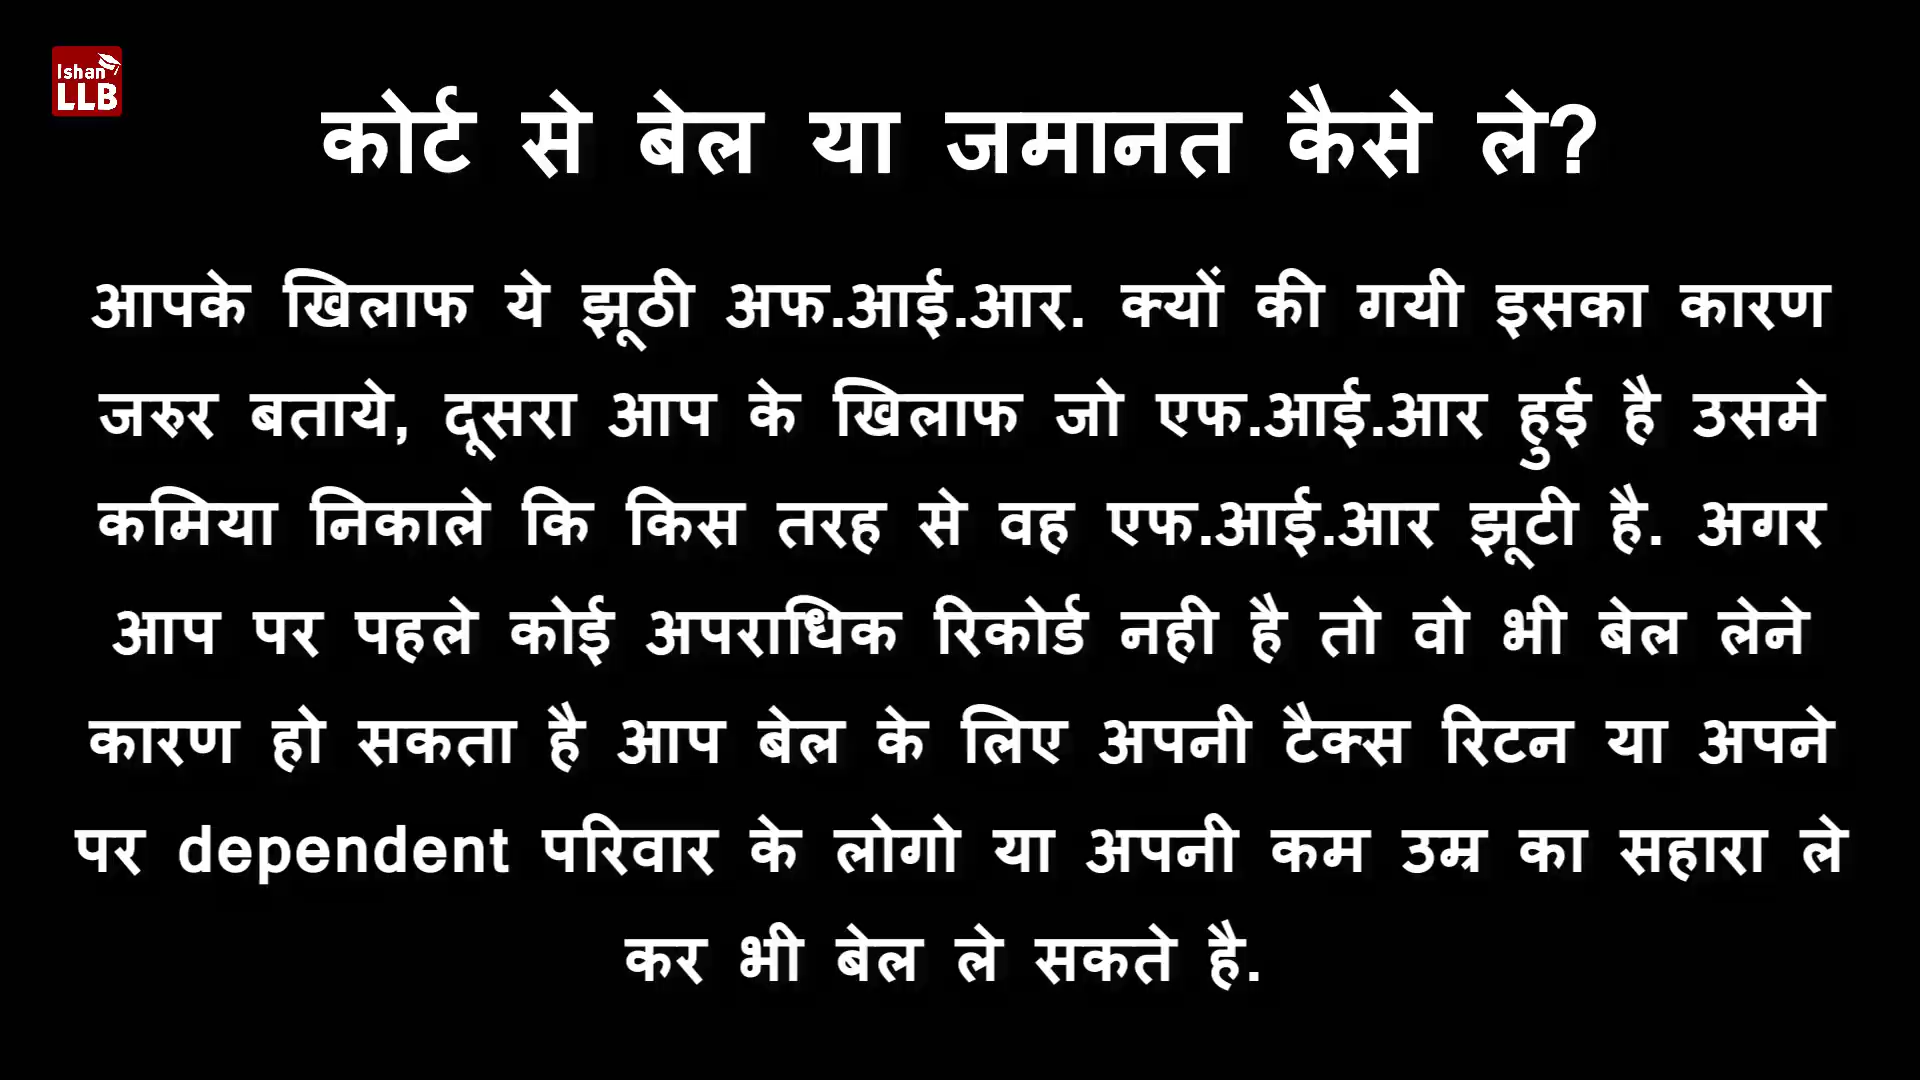 Ishan
LLB
कोर्ट से बेल या जमानत कैसे ले?
आपके खिलाफ ये झूठी अफ.आई.आर. क्यों की गयी इसका कारण
जरुर बताये, दूसरा आप के खिलाफ जो एफ.आई.आर हुई है उसमे
कमिया निकाले कि किस तरह से वह एफ.आई.आर झूटी है. अगर
आप पर पहले कोई अपराधिक रिकोर्ड नही है तो वो भी बेल लेने
कारण हो सकता है आप बेल के लिए अपनी टैक्स रिटन या अपने
पर dependent परिवार के लोगो या अपनी कम उम्र का सहारा ले
कर भी बेल ले सकते है.